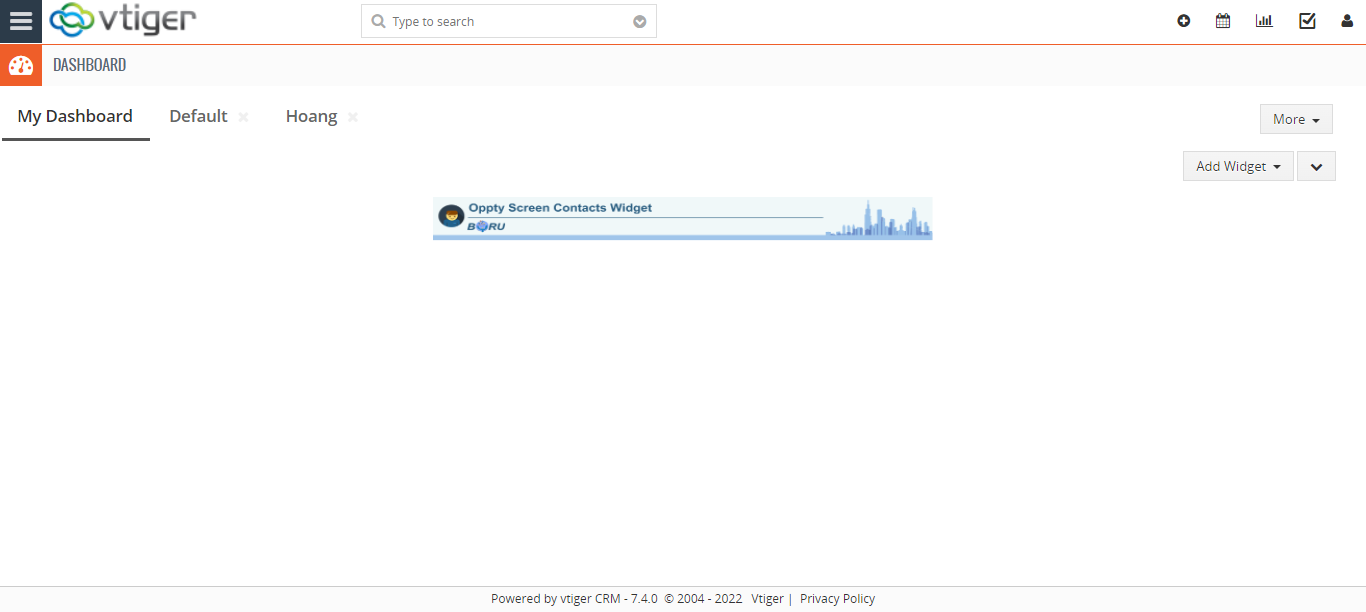 vtiger
Type to search
DASHBOARD
My Dashboard
Default
Hoang
More
Add Widget
Oppty Screen Contacts Widget
BORU
Powered by vtiger CRM - 7.4.0 © 2004 - 2022 Vtiger | Privacy Policy